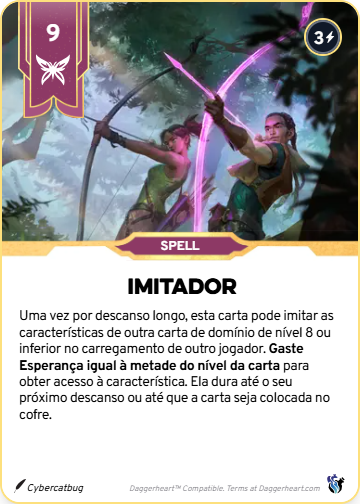 9
3
SPELL
IMITADOR
Uma vez por descanso longo, esta carta pode imitar as
características de outra carta de domínio de nível 8 ou
inferior no carregamento de outro jogador. Gaste
Esperança igual à metade do nível da carta para
obter acesso à característica. Ela dura até o seu
próximo descanso ou até que a carta seja colocada no
cofre.
Cybercatbug
Daggerheart™ Compatible. Terms at Daggerheart.com